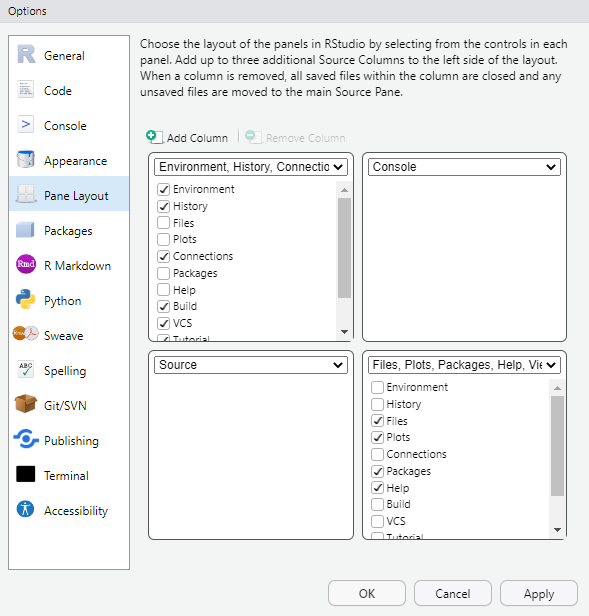 Options
General
Code
Console
Appearance
Pane Layout
Packages
Rmd R Markdown
Python
Sweave
ABC
Spelling
Git/SVN
Publishing
Terminal
Accessibility
Choose the layout of the panels in RStudio by selecting from the controls in each
panel. Add up to three additional Source Columns to the left side of the layout.
When a column is removed, all saved files within the column are closed and any
unsaved files are moved to the main Source Pane.
Add Column Remove Column
Environment, History, Connectio
Environment
History
Files
Plots
Connections
Packages
Help
Build
VCS
Tutorial
Console
Source
Files, Plots, Packages, Help, Vie
Environment
History
Files
Plots
Connections
Packages
Help
Build
VCS
Tutorial
OK Cancel Apply